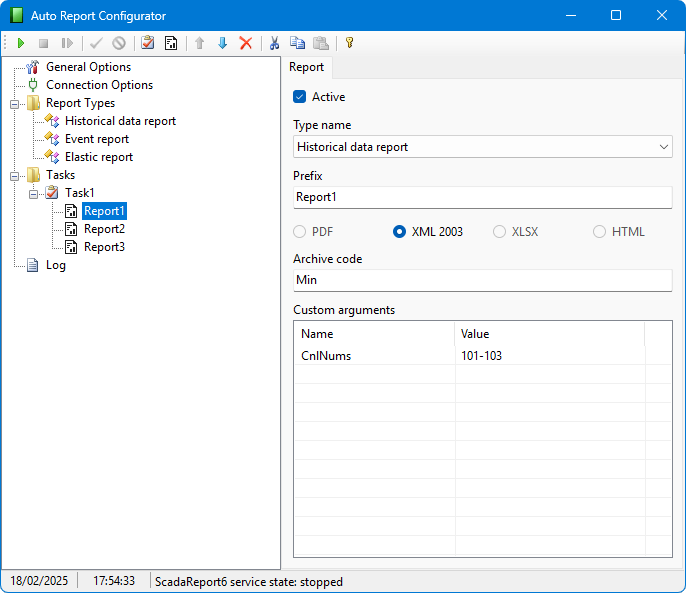 Auto Report Configurator
General Options
Connection Options
Report Types
Historical data report
Event report
Elastic report
Tasks
Task1
Report1
Report2
Report3
Log
Report
Active
Type name
Historical data report
Prefix
Report1
PDF XML 2003 XLSX HTML
Archive code
Min
Custom arguments
Name Value
CnlNums 101-103
18/02/2025 17:54:33 ScadaReport6 service state: stopped